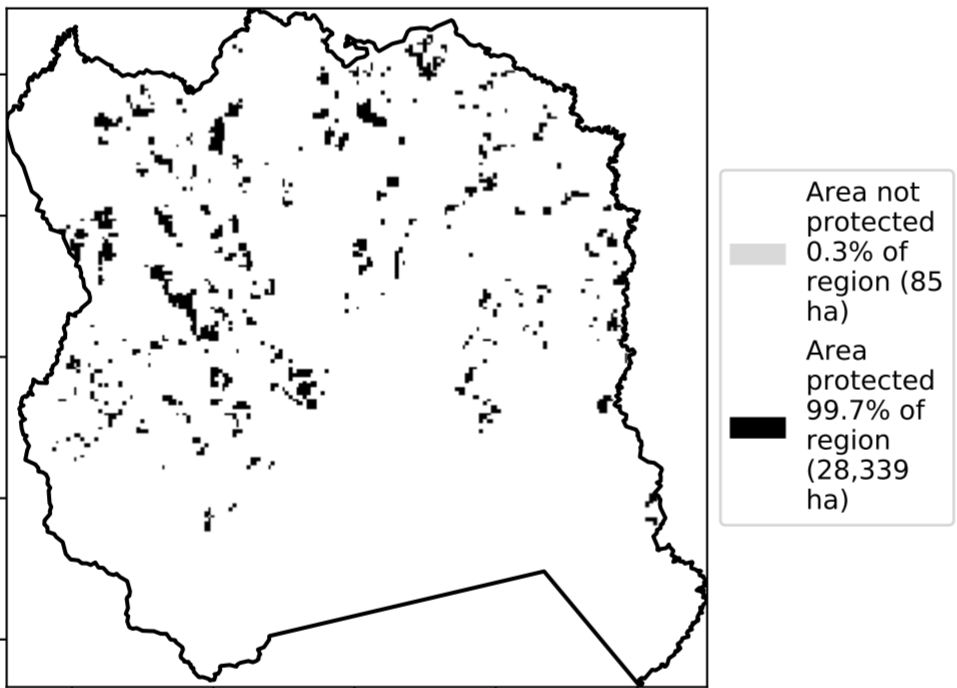 Area not
protected
0.3% of
region (85
ha)
Area
protected
99.7% of
region
(28,339
ha)